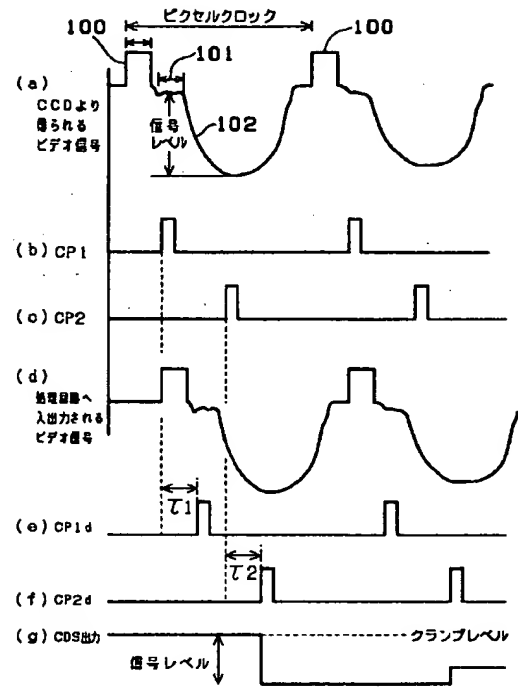 ピクセルクロック
100
100
101
(a)
CCDより
得られる
ビデオ信号
信号
レベル
102
(b) CP1
(c) CP2
(d)
処理回路へ
入出力される
ビデオ信号
τ1
(e) CP1d
τ2
(f) CP2d
(g) CDS出力
クランプレベル
信号レベル